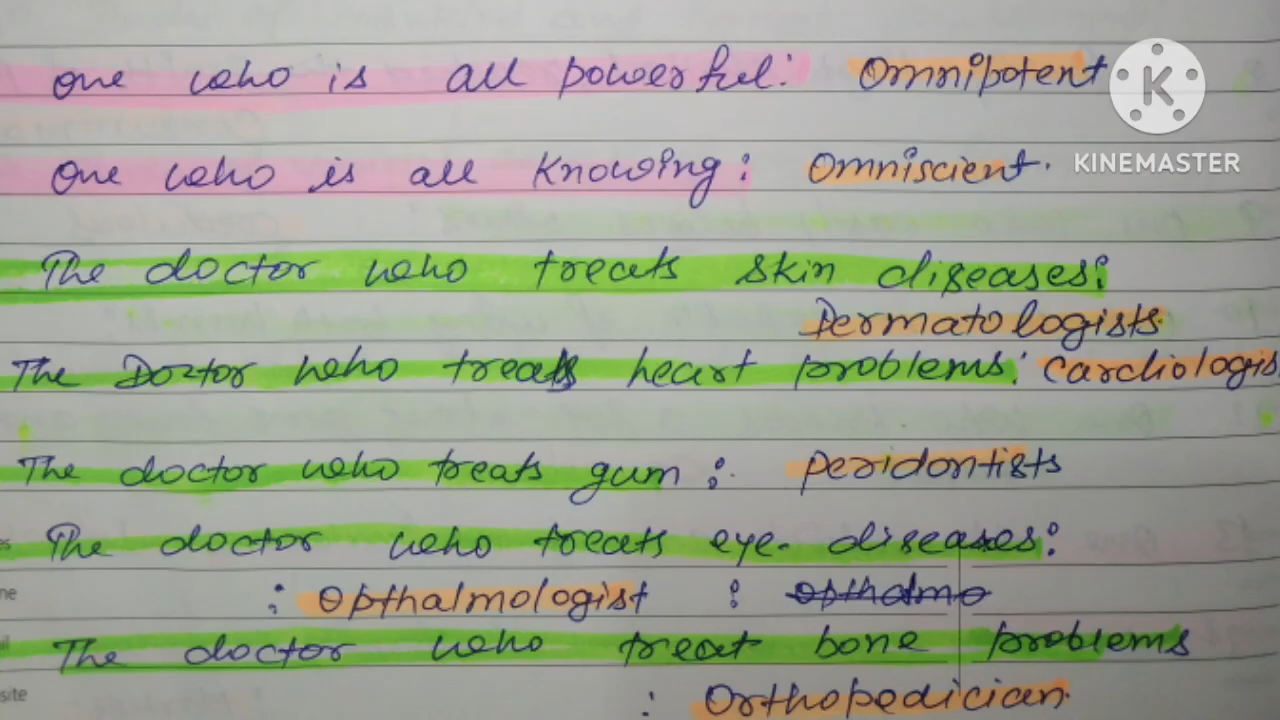 one who is all powerful: Omnipotent
KINEMASTER
One who is all Knowing: Omniscient.
The doctor who treats skin diseases:
Dermatologists.
The Doctor who treats heart problems: Cardiologis
The doctor who treats gum : Peridontists
The doctor who treats eye diseases:
: Opthalmologist : opthalmo
The doctor who treat bone problems
site : Orthopedician